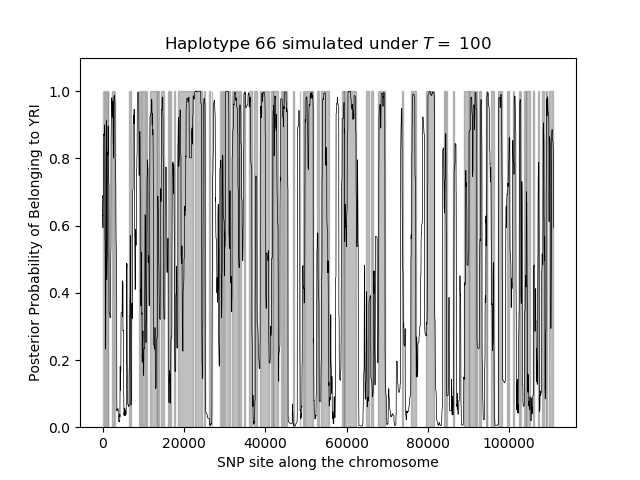 Haplotype 66 simulated under T = 100
Posterior Probability of Belonging to YRI
1.0
0.8
0.6
0.4
0.2
0.0
0 20000 40000 60000 80000 100000
SNP site along the chromosome